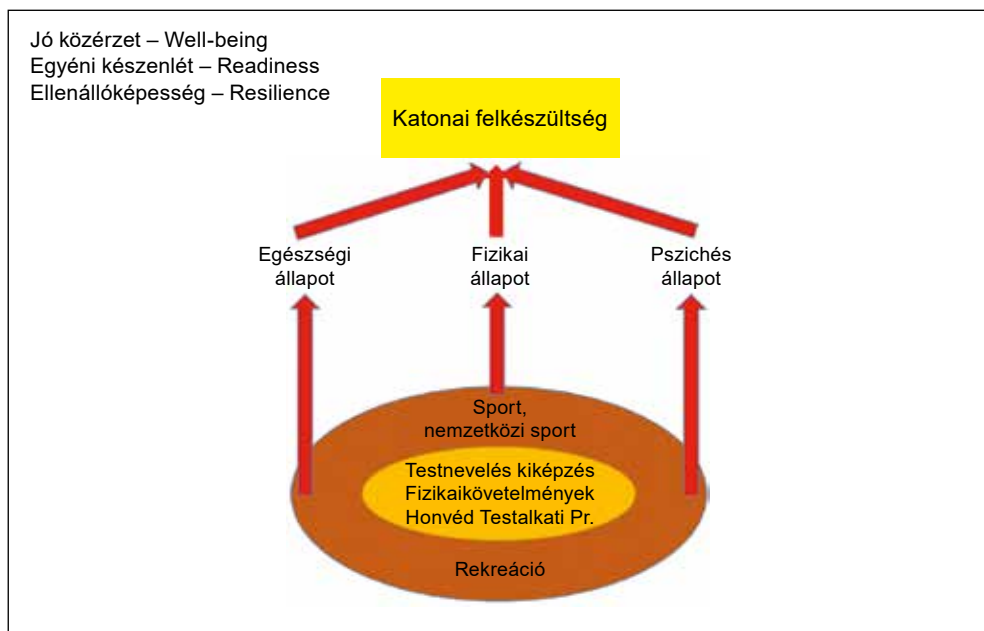 Jó közérzet – Well-being
Egyéni készenlét – Readiness
Ellenállóképesség – Resilience
Katonai felkészültség
Egészségi
állapot
Fizikai
állapot
Pszichés
állapot
Sport,
nemzetközi sport
Testnevelés kiképzés
Fizikaikövetelmények
Honvéd Testalkati Pr.
Rekreáció